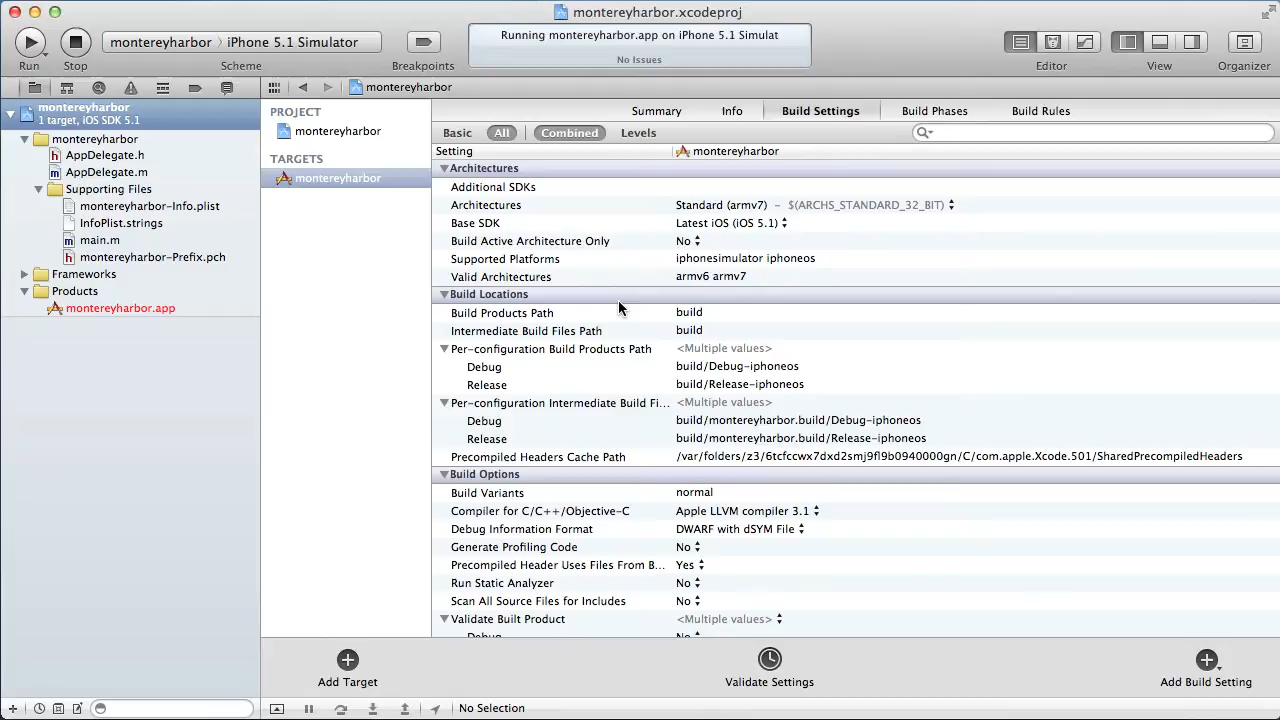 montereyharbor.xcodeproj
montereyharbor › iPhone 5.1 Simulator
Running montereyharbor.app on iPhone 5.1 Simulat
No Issues
Run
Stop
Scheme
Breakpoints
Editor
View
Organizer
montereyharbor
montereyharbor
1 target, iOS SDK 5.1
montereyharbor
AppDelegate.h
AppDelegate.m
Supporting Files
montereyharbor-Info.plist
InfoPlist.strings
main.m
montereyharbor-Prefix.pch
Frameworks
Products
montereyharbor.app
PROJECT
montereyharbor
TARGETS
montereyharbor
Summary
Info
Build Settings
Build Phases
Build Rules
Basic
All
Combined
Levels
Setting
montereyharbor
Architectures
Additional SDKs
Architectures
Standard (armv7) – $(ARCHS_STANDARD_32_BIT)
Base SDK
Latest iOS (iOS 5.1)
Build Active Architecture Only
No
Supported Platforms
iphonesimulator iphoneos
Valid Architectures
armv6 armv7
Build Locations
Build Products Path
build
Intermediate Build Files Path
build
Per-configuration Build Products Path
<Multiple values>
Debug
build/Debug-iphoneos
Release
build/Release-iphoneos
Per-configuration Intermediate Build Fi...
<Multiple values>
Debug
build/montereyharbor.build/Debug-iphoneos
Release
build/montereyharbor.build/Release-iphoneos
Precompiled Headers Cache Path
/var/folders/z3/6tcfccwx7dxd2smj9fl9b0940000gn/C/com.apple.Xcode.501/SharedPrecompiledHeaders
Build Options
Build Variants
normal
Compiler for C/C++/Objective-C
Apple LLVM compiler 3.1
Debug Information Format
DWARF with dSYM File
Generate Profiling Code
No
Precompiled Header Uses Files From B...
Yes
Run Static Analyzer
No
Scan All Source Files for Includes
No
Validate Built Product
<Multiple values>
Debug
No
Add Target
Validate Settings
Add Build Setting
No Selection